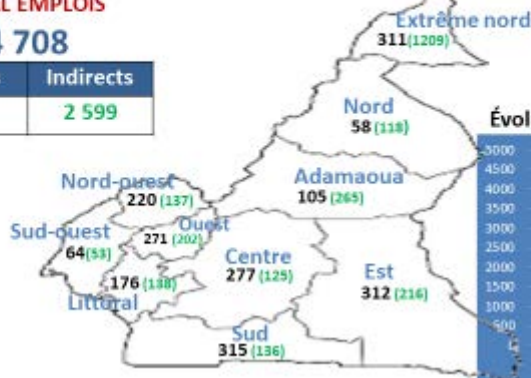 EMPLOIS
708
Indirects
2 599
Extrême nord
311(1209)
Nord
58 (118)
Évol
Nord-ouest
220 (137)
Adamaoua
105 (265)
Sud-ouest
64(53)
Ouest
271 (202)
Centre
277 (125)
Est
312 (216)
176 (138)
Littoral
Sud
315 (136)
5000
4500
4000
3500
3000
2500
2000
1500
1000
500